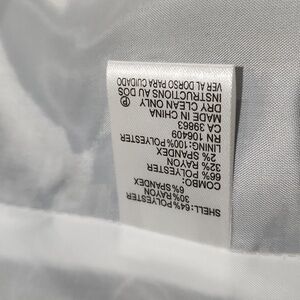 SHELL: 64% POLYESTER
30% RAYON
6% SPANDEX
COMBO:
66% POLYESTER
32% RAYON
2% SPANDEX
LINING: 100% POLYESTER
RN 106409
CA 39863
MADE IN CHINA
DRY CLEAN ONLY
INSTRUCTIONS AU DOS
VER AL DORSO PARA CUIDADO
P